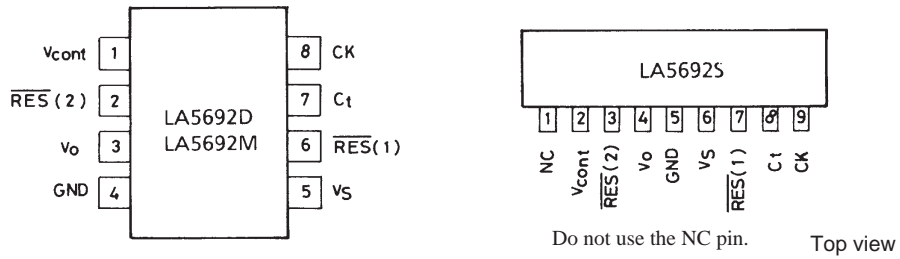 Vcont 1
8 CK
RES(2) 2
7 Ct
LA5692D
LA5692M
Vo 3
6 RES(1)
GND 4
5 VS
LA5692S
1 2 3 4 5 6 7 8 9
NC
Vcont
RES(2)
Vo
GND
VS
RES(1)
Ct
CK
Do not use the NC pin.
Top view